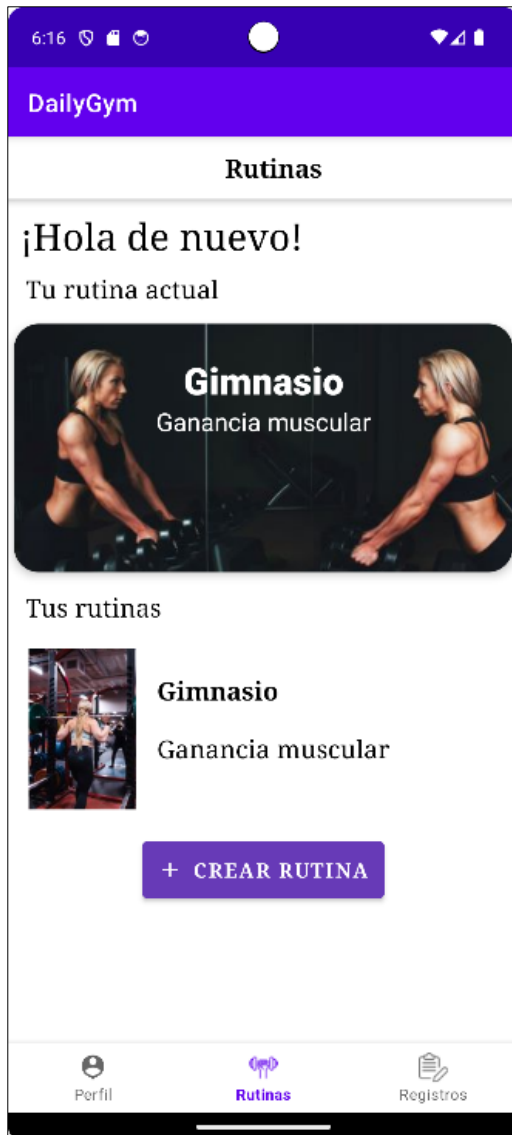 6:16
DailyGym
Rutinas
¡Hola de nuevo!
Tu rutina actual
Gimnasio
Ganancia muscular
Tus rutinas
Gimnasio
Ganancia muscular
+ CREAR RUTINA
Perfil
Rutinas
Registros